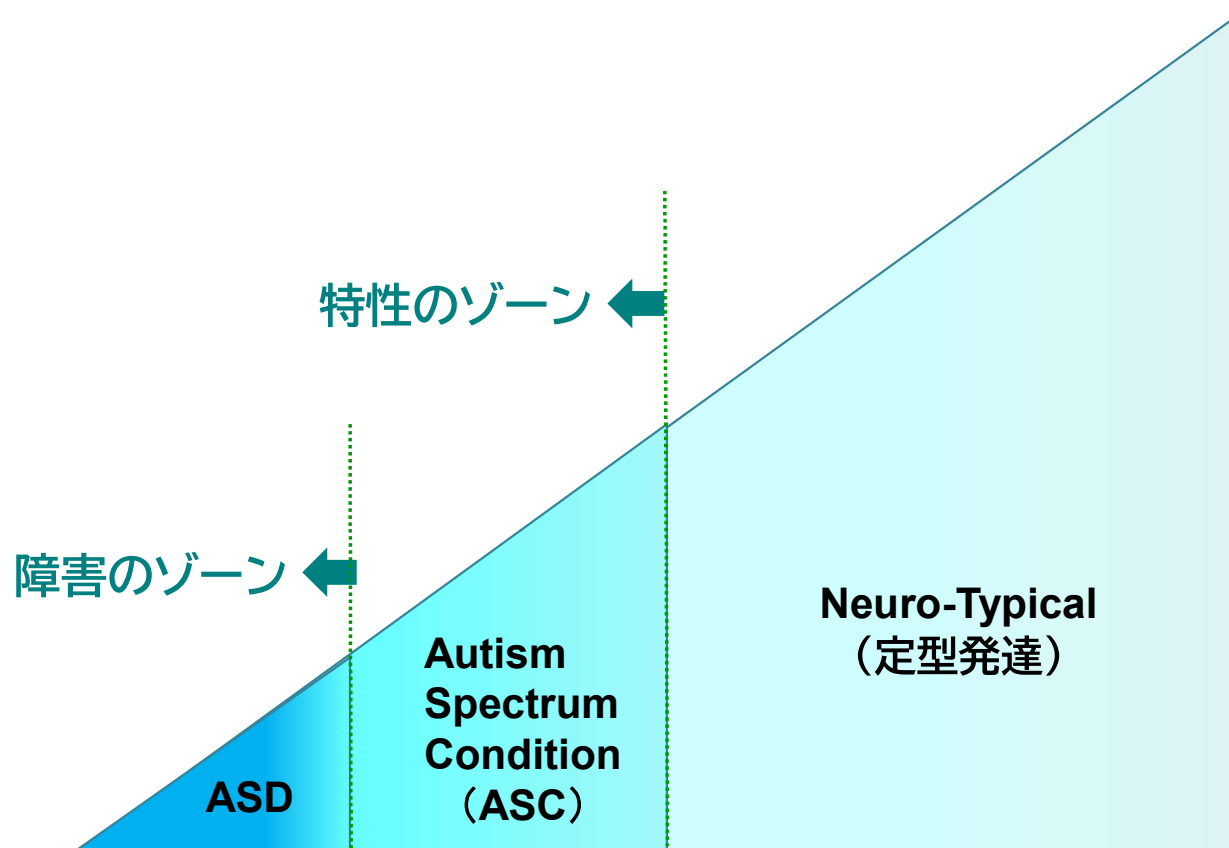 特性のゾーン
障害のゾーン
Neuro-Typical
（定型発達）
Autism
Spectrum
Condition
（ASC）
ASD